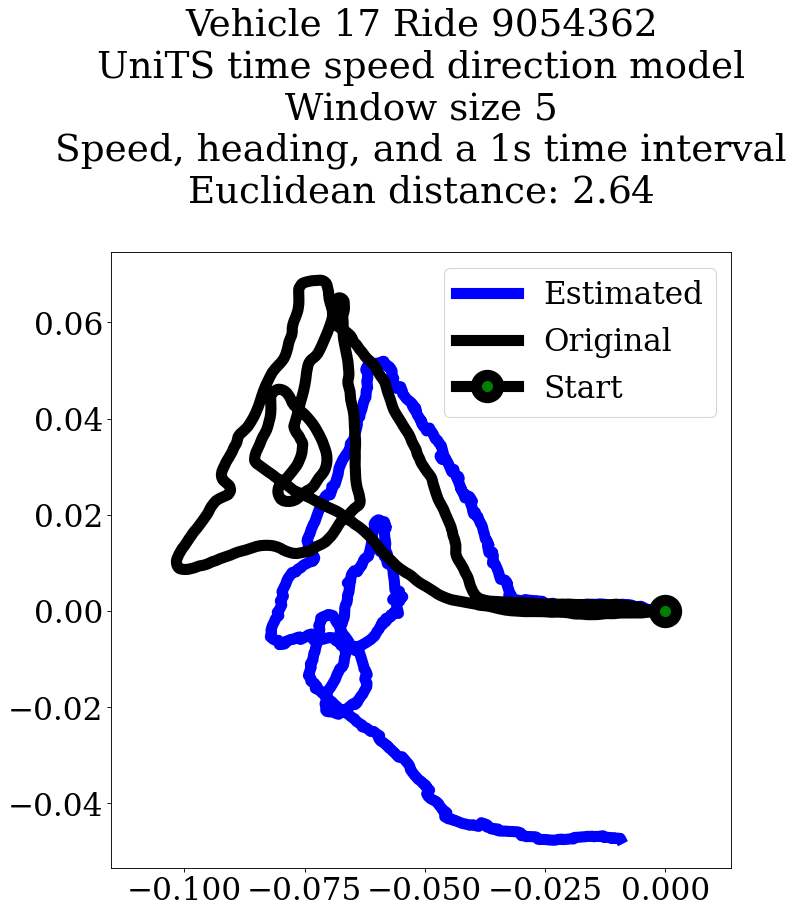 Vehicle 17 Ride 9054362
UniTS time speed direction model
Window size 5
Speed, heading, and a 1s time interval
Euclidean distance: 2.64
Estimated
Original
Start
0.06
0.04
0.02
0.00
−0.02
−0.04
−0.100 −0.075 −0.050 −0.025 0.000